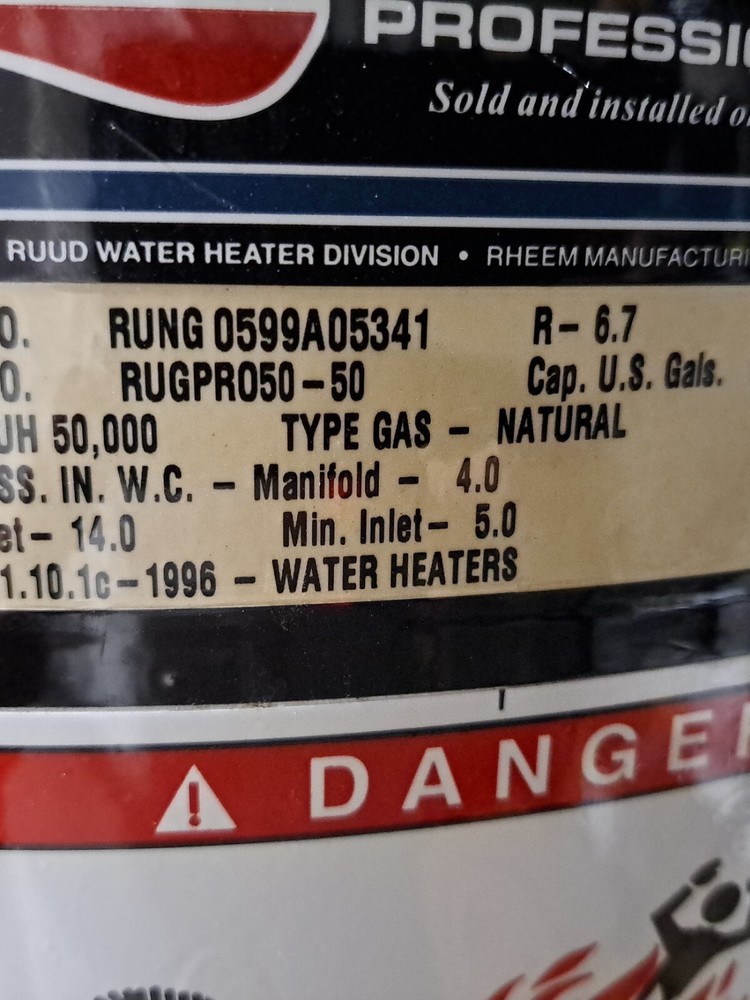 PROFESSI
Sold and installed o
RUUD WATER HEATER DIVISION • RHEEM MANUFACTURI
O. RUNG 0599A05341 R- 6.7
O. RUGPRO50-50 Cap. U.S. Gals.
UH 50,000 TYPE GAS - NATURAL
SS. IN. W.C. - Manifold - 4.0
et- 14.0 Min. Inlet- 5.0
1.10.1c-1996 - WATER HEATERS
DANGER